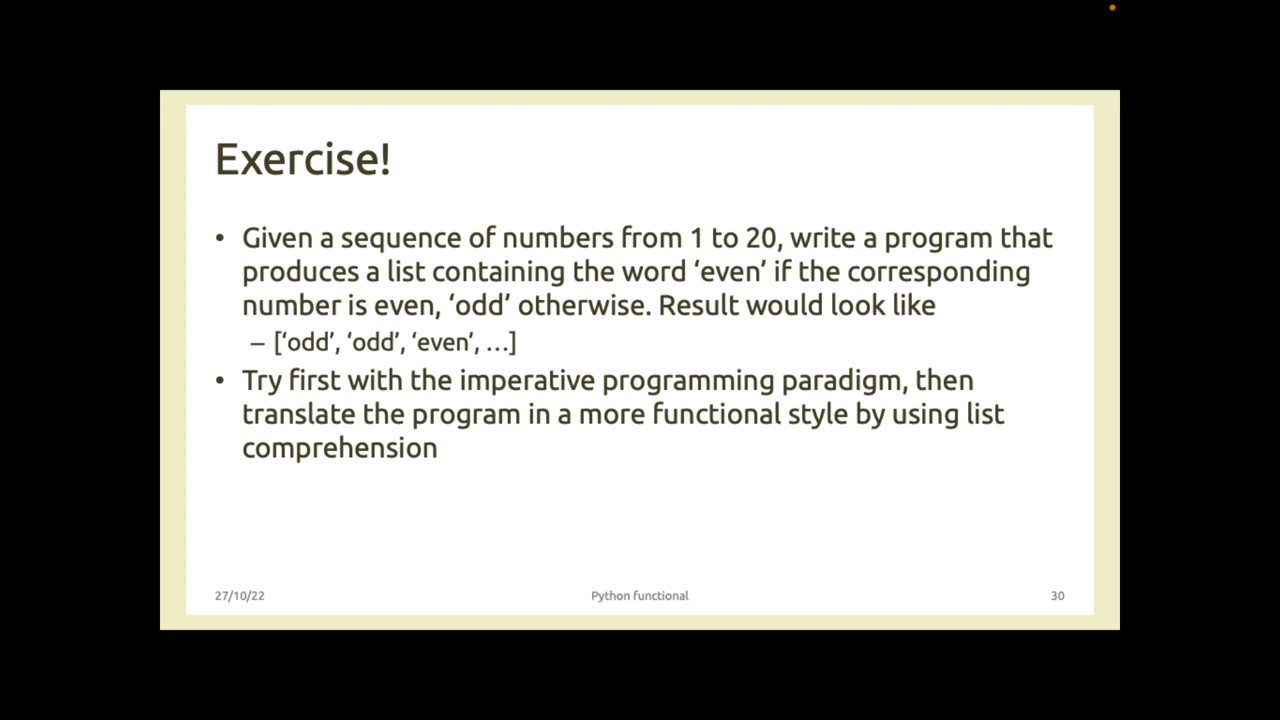 Exercise!
• Given a sequence of numbers from 1 to 20, write a program that
produces a list containing the word ‘even’ if the corresponding
number is even, ‘odd’ otherwise. Result would look like
– [‘odd’, ‘odd’, ‘even’, …]
• Try first with the imperative programming paradigm, then
translate the program in a more functional style by using list
comprehension
27/10/22
Python functional
30